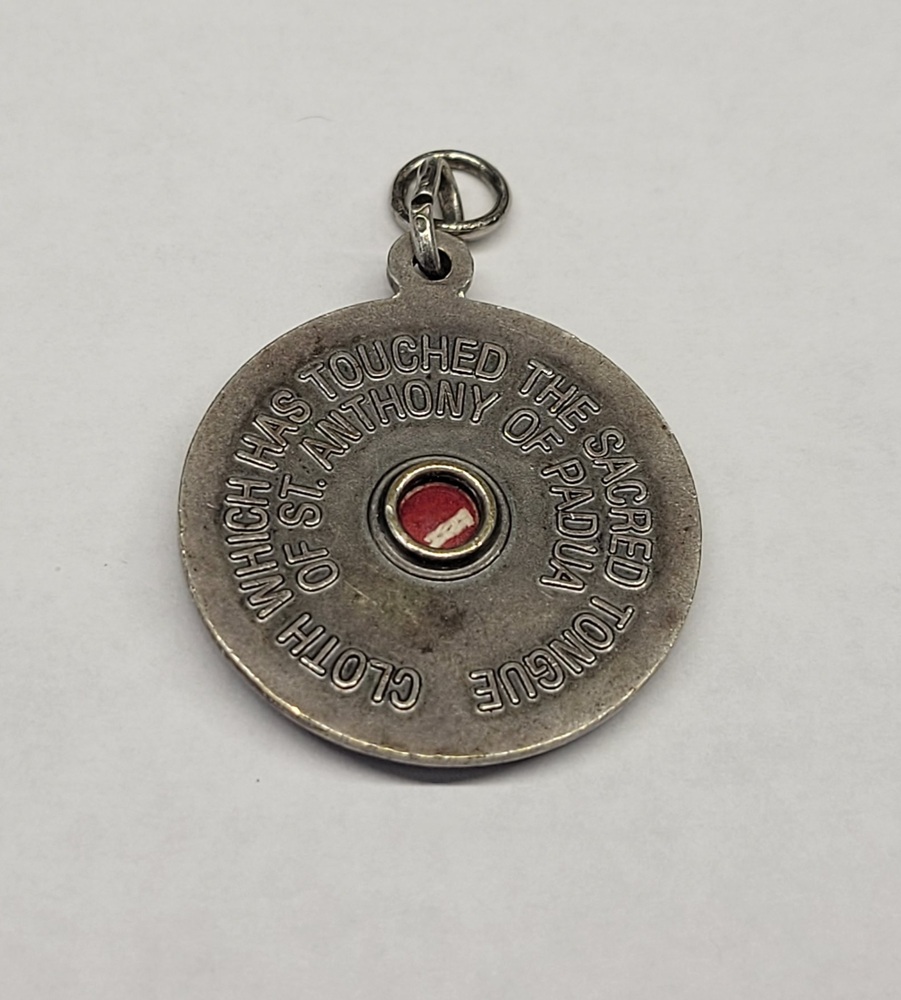 CLOTH WHICH HAS TOUCHED THE SACRED TONGUE
OF ST. ANTHONY OF PADUA